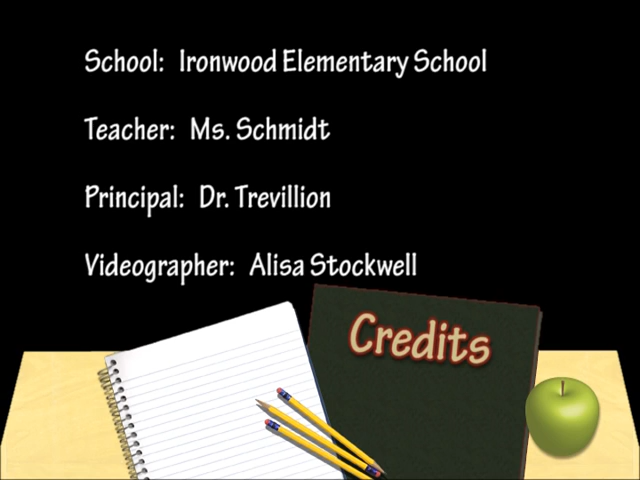 School: Ironwood Elementary School
Teacher: Ms. Schmidt
Principal: Dr. Trevillion
Videographer: Alisa Stockwell
Credits